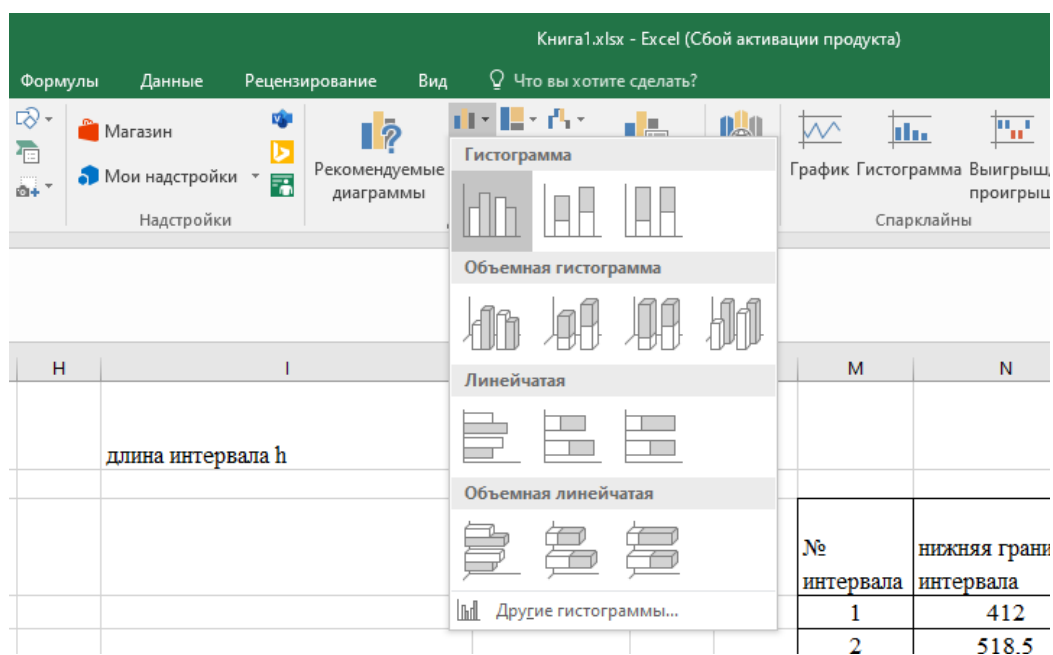 Книга1.xlsx - Excel (Сбой активации продукта)
Формулы Данные Рецензирование Вид Что вы хотите сделать?
Магазин
Мои надстройки
Надстройки
Рекомендуемые
диаграммы
График Гистограмма Выигрыш/
проигрыш
Спарклайны
Гистограмма
Объемная гистограмма
Линейчатая
Объемная линейчатая
Другие гистограммы...
H I M N
длина интервала h
№
интервала
нижняя грани
интервала
1 412
2 518,5